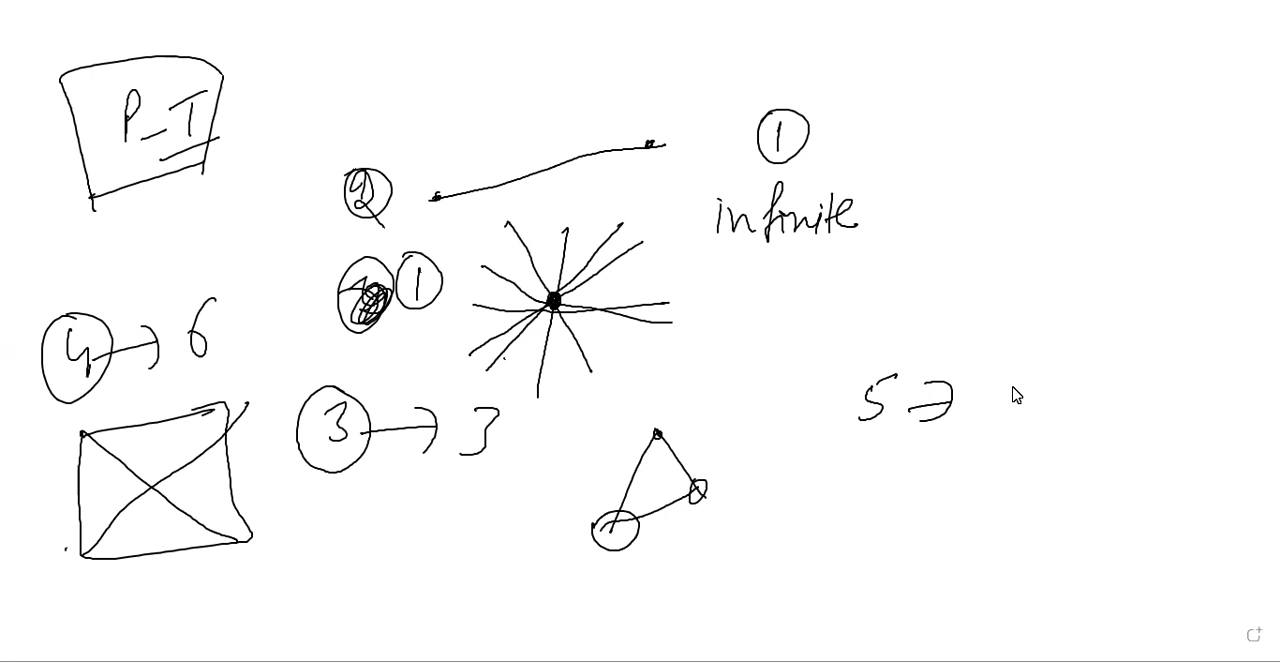 P_T
2
1
infinite
1
4 → 6
3 → 3
5 →